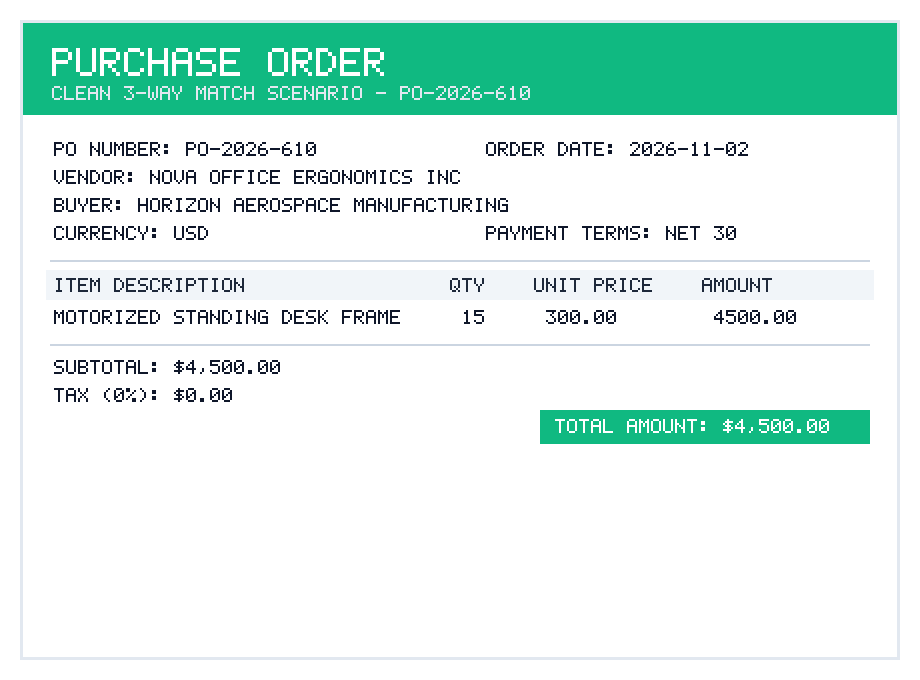 PURCHASE ORDER
CLEAN 3-WAY MATCH SCENARIO - PO-2026-610
PO NUMBER: PO-2026-610 ORDER DATE: 2026-11-02
VENDOR: NOVA OFFICE ERGONOMICS INC
BUYER: HORIZON AEROSPACE MANUFACTURING
CURRENCY: USD PAYMENT TERMS: NET 30
ITEM DESCRIPTION QTY UNIT PRICE AMOUNT
MOTORIZED STANDING DESK FRAME 15 300.00 4500.00
SUBTOTAL: $4,500.00
TAX (0%): $0.00
TOTAL AMOUNT: $4,500.00